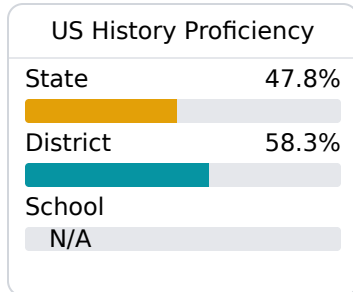 US History Proficiency
State 47.8%
District 58.3%
School
N/A